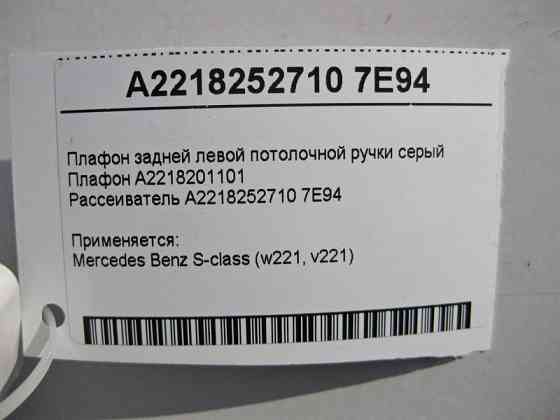 A2218252710 7E94
Плафон задней левой потолочной ручки серый
Плафон A2218201101
Рассеиватель A2218252710 7E94
Применяется:
Mercedes Benz S-class (w221, v221)